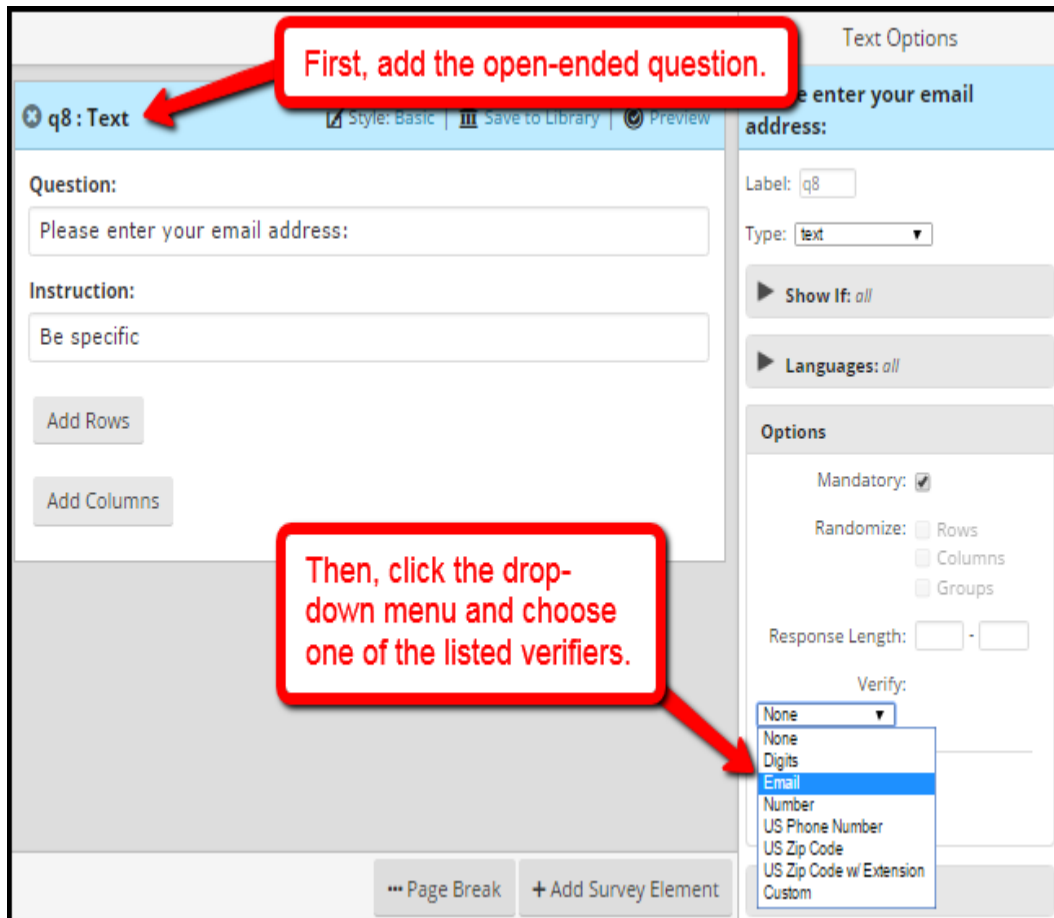 First, add the open-ended question.
Text Options
q8 : Text
Style: Basic | Save to Library | Preview
e enter your email
address:
Question:
Please enter your email address:
Instruction:
Be specific
Add Rows
Add Columns
Label: q8
Type: text
Show If: all
Languages: all
Options
Mandatory:
Randomize: Rows
Columns
Groups
Response Length: -
Verify:
Then, click the drop-
down menu and choose
one of the listed verifiers.
None
None
Digits
Email
Number
US Phone Number
US Zip Code
US Zip Code w/ Extension
Custom
Page Break
+ Add Survey Element